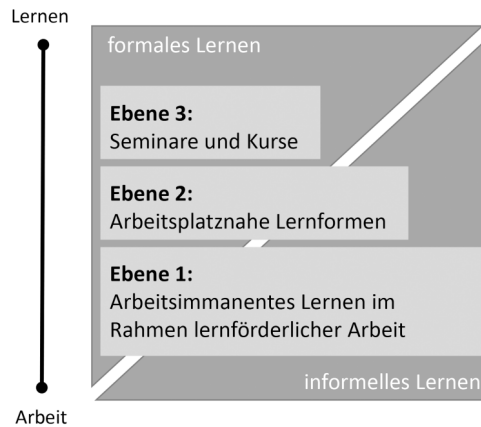 Lernen
formales Lernen
Ebene 3:
Seminare und Kurse
Ebene 2:
Arbeitsplatznahe Lernformen
Ebene 1:
Arbeitsimmanentes Lernen im
Rahmen lernförderlicher Arbeit
informelles Lernen
Arbeit